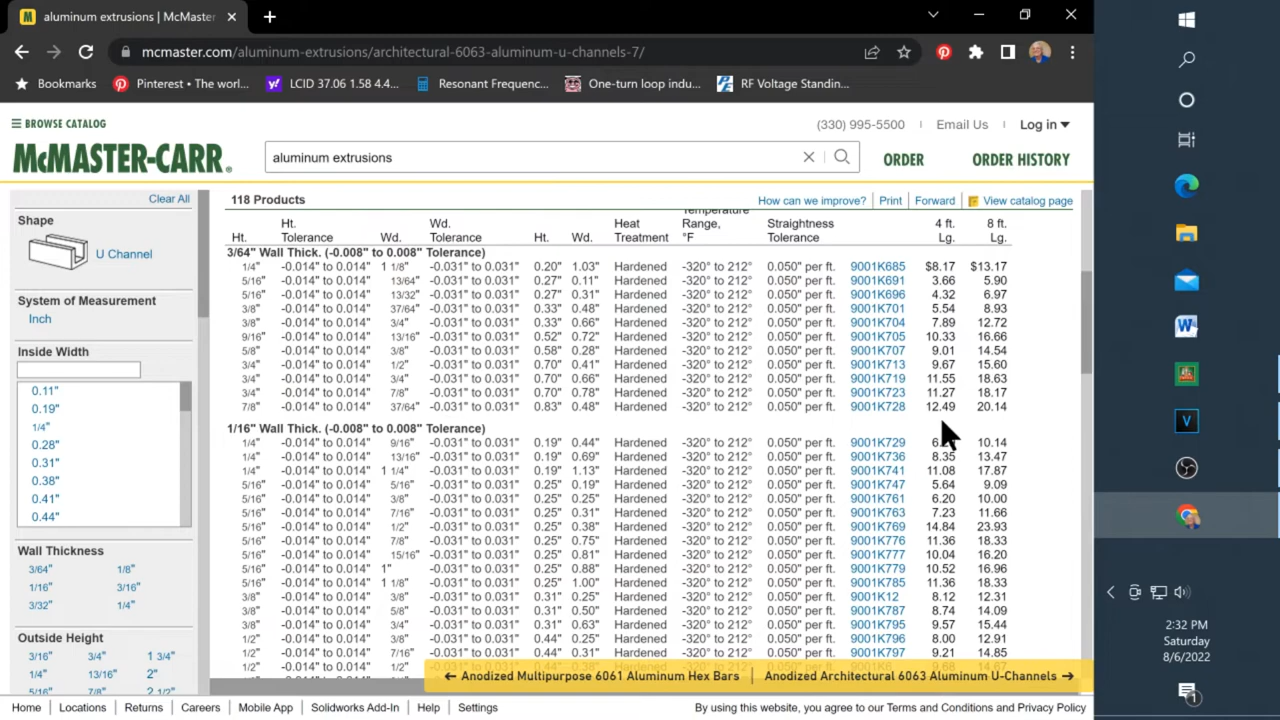 aluminum extrusions | McMaster
mcmaster.com/aluminum-extrusions/architectural-6063-aluminum-u-channels-7/
Bookmarks Pinterest • The worl... LCID 37.06 1.58 4.4... Resonant Frequenc... One-turn loop indu... RF Voltage Standin...
BROWSE CATALOG (330) 995-5500 Email Us Log in
McMASTER-CARR® aluminum extrusions ORDER ORDER HISTORY
Clear All
Shape
U Channel
System of Measurement
Inch
Inside Width
0.11"
0.19"
1/4"
0.28"
0.31"
0.38"
0.41"
0.44"
Wall Thickness
3/64" 1/8"
1/16" 3/16"
3/32" 1/4"
Outside Height
3/16" 3/4" 1 3/4"
1/4" 13/16" 2"
5/16" 7/8" 2 1/2"
118 Products How can we improve? Print Forward View catalog page
Temperature
Ht. Wd. Heat Range, Straightness 4 ft. 8 ft.
Ht. Tolerance Wd. Tolerance Ht. Wd. Treatment °F Tolerance Lg. Lg.
3/64" Wall Thick. (-0.008" to 0.008" Tolerance)
1/4" -0.014" to 0.014" 1 1/8" -0.031" to 0.031" 0.20" 1.03" Hardened -320° to 212° 0.050" per ft. 9001K685 $8.17 $13.17
5/16" -0.014" to 0.014" 13/64" -0.031" to 0.031" 0.27" 0.11" Hardened -320° to 212° 0.050" per ft. 9001K691 3.66 5.90
5/16" -0.014" to 0.014" 13/32" -0.031" to 0.031" 0.27" 0.31" Hardened -320° to 212° 0.050" per ft. 9001K696 4.32 6.97
3/8" -0.014" to 0.014" 37/64" -0.031" to 0.031" 0.33" 0.48" Hardened -320° to 212° 0.050" per ft. 9001K701 5.54 8.93
3/8" -0.014" to 0.014" 3/4" -0.031" to 0.031" 0.33" 0.66" Hardened -320° to 212° 0.050" per ft. 9001K704 7.89 12.72
9/16" -0.014" to 0.014" 13/16" -0.031" to 0.031" 0.52" 0.72" Hardened -320° to 212° 0.050" per ft. 9001K705 10.33 16.66
5/8" -0.014" to 0.014" 3/8" -0.031" to 0.031" 0.58" 0.28" Hardened -320° to 212° 0.050" per ft. 9001K707 9.01 14.54
3/4" -0.014" to 0.014" 1/2" -0.031" to 0.031" 0.70" 0.41" Hardened -320° to 212° 0.050" per ft. 9001K713 9.67 15.60
3/4" -0.014" to 0.014" 3/4" -0.031" to 0.031" 0.70" 0.66" Hardened -320° to 212° 0.050" per ft. 9001K719 11.55 18.63
3/4" -0.014" to 0.014" 7/8" -0.031" to 0.031" 0.70" 0.78" Hardened -320° to 212° 0.050" per ft. 9001K723 11.27 18.17
7/8" -0.014" to 0.014" 37/64" -0.031" to 0.031" 0.83" 0.48" Hardened -320° to 212° 0.050" per ft. 9001K728 12.49 20.14
1/16" Wall Thick. (-0.008" to 0.008" Tolerance)
1/4" -0.014" to 0.014" 9/16" -0.031" to 0.031" 0.19" 0.44" Hardened -320° to 212° 0.050" per ft. 9001K729 10.14
1/4" -0.014" to 0.014" 13/16" -0.031" to 0.031" 0.19" 0.69" Hardened -320° to 212° 0.050" per ft. 9001K736 8.35 13.47
1/4" -0.014" to 0.014" 1 1/4" -0.031" to 0.031" 0.19" 1.13" Hardened -320° to 212° 0.050" per ft. 9001K741 11.08 17.87
5/16" -0.014" to 0.014" 5/16" -0.031" to 0.031" 0.25" 0.19" Hardened -320° to 212° 0.050" per ft. 9001K747 5.64 9.09
5/16" -0.014" to 0.014" 3/8" -0.031" to 0.031" 0.25" 0.25" Hardened -320° to 212° 0.050" per ft. 9001K761 6.20 10.00
5/16" -0.014" to 0.014" 7/16" -0.031" to 0.031" 0.25" 0.31" Hardened -320° to 212° 0.050" per ft. 9001K763 7.23 11.66
5/16" -0.014" to 0.014" 1/2" -0.031" to 0.031" 0.25" 0.38" Hardened -320° to 212° 0.050" per ft. 9001K769 14.84 23.93
5/16" -0.014" to 0.014" 7/8" -0.031" to 0.031" 0.25" 0.75" Hardened -320° to 212° 0.050" per ft. 9001K776 11.36 18.33
5/16" -0.014" to 0.014" 15/16" -0.031" to 0.031" 0.25" 0.81" Hardened -320° to 212° 0.050" per ft. 9001K777 10.04 16.20
5/16" -0.014" to 0.014" 1" -0.031" to 0.031" 0.25" 0.88" Hardened -320° to 212° 0.050" per ft. 9001K779 10.52 16.96
5/16" -0.014" to 0.014" 1 1/8" -0.031" to 0.031" 0.25" 1.00" Hardened -320° to 212° 0.050" per ft. 9001K785 11.36 18.33
3/8" -0.014" to 0.014" 3/8" -0.031" to 0.031" 0.31" 0.25" Hardened -320° to 212° 0.050" per ft. 9001K12 8.12 12.31
3/8" -0.014" to 0.014" 5/8" -0.031" to 0.031" 0.31" 0.50" Hardened -320° to 212° 0.050" per ft. 9001K787 8.74 14.09
3/8" -0.014" to 0.014" 3/4" -0.031" to 0.031" 0.31" 0.63" Hardened -320° to 212° 0.050" per ft. 9001K795 9.57 15.44
1/2" -0.014" to 0.014" 3/8" -0.031" to 0.031" 0.44" 0.25" Hardened -320° to 212° 0.050" per ft. 9001K796 8.00 12.91
1/2" -0.014" to 0.014" 7/16" -0.031" to 0.031" 0.44" 0.31" Hardened -320° to 212° 0.050" per ft. 9001K797 9.21 14.85
1/2" -0.014" to 0.014" 1/2"
Anodized Multipurpose 6061 Aluminum Hex Bars Anodized Architectural 6063 Aluminum U-Channels
Home Locations Returns Careers Mobile App Solidworks Add-In Help Settings By using this website, you agree to our Terms and Conditions and Privacy Policy
2:32 PM
Saturday
8/6/2022
1